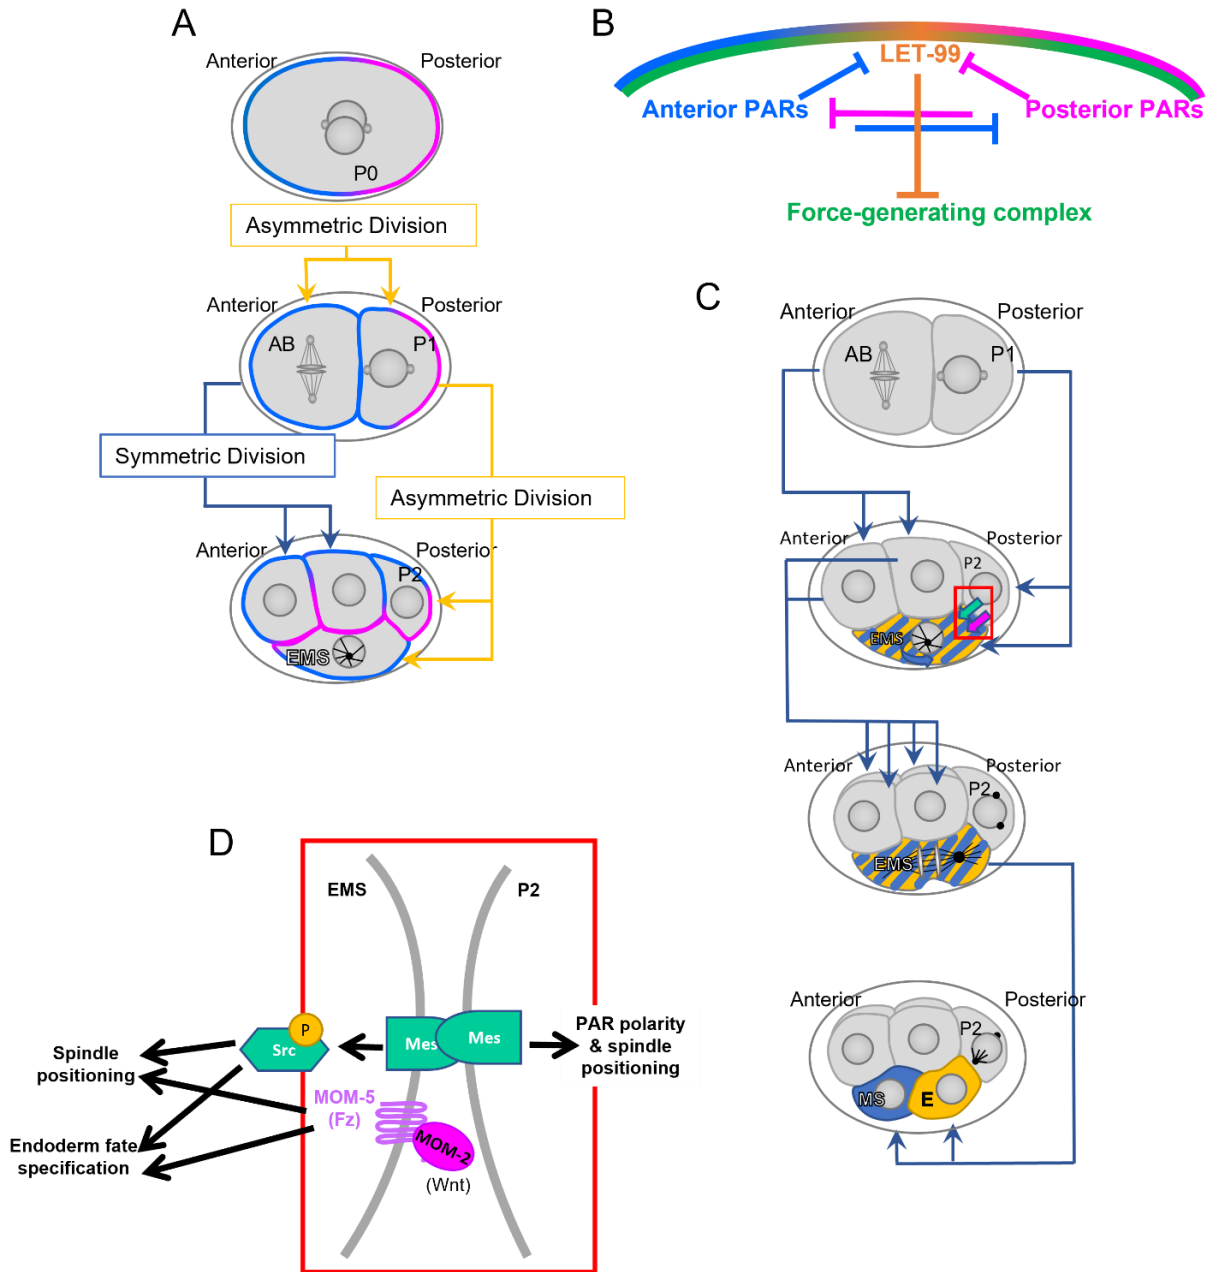 A
Anterior
Posterior
P0
Asymmetric Division
Anterior
Posterior
AB
P1
Symmetric Division
Asymmetric Division
Anterior
Posterior
P2
EMS
B
LET-99
Anterior PARs
Posterior PARs
Force-generating complex
C
Anterior
Posterior
AB
P1
Anterior
Posterior
P2
EMS
Anterior
Posterior
P2
EMS
Anterior
Posterior
P2
MS
E
D
EMS
P2
P
Src
Mes
Mes
PAR polarity
& spindle
positioning
Spindle
positioning
MOM-5
(Fz)
MOM-2
(Wnt)
Endoderm fate
specification